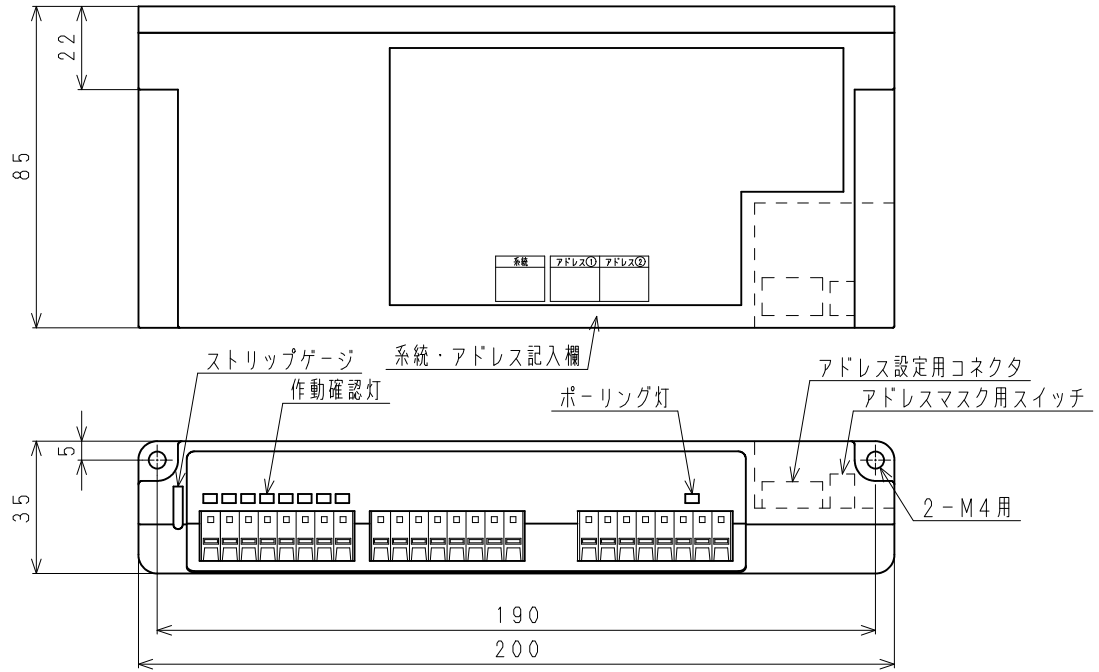 22
85
系統 アドレス① アドレス②
系統・アドレス記入欄
ストリップゲージ
作動確認灯
ポーリング灯
アドレス設定用コネクタ
アドレスマスク用スイッチ
5
35
2-M4用
190
200